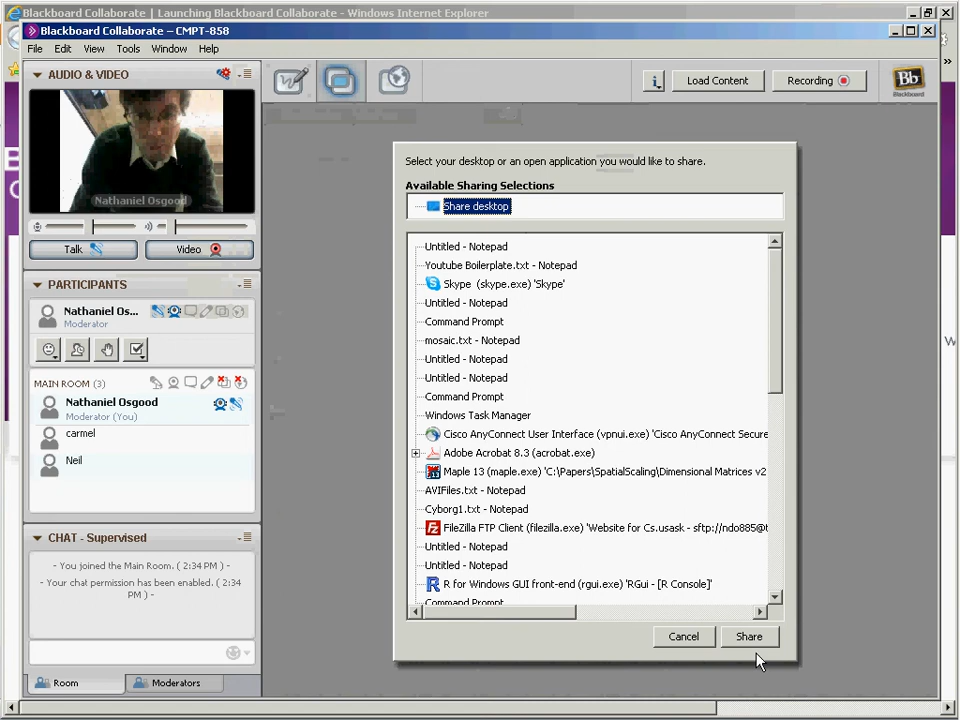 Blackboard Collaborate | Launching Blackboard Collaborate - Windows Internet Explorer
Blackboard Collaborate – CMPT-858
File Edit View Tools Window Help
AUDIO & VIDEO
Nathaniel Osgood
Talk Video
PARTICIPANTS
Nathaniel Os...
Moderator
MAIN ROOM (3)
Nathaniel Osgood
Moderator (You)
carmel
Neil
CHAT - Supervised
- You joined the Main Room. ( 2:34 PM ) -
- Your chat permission has been enabled. ( 2:34
PM ) -
Room Moderators
Load Content Recording
Bb
Blackboard
Select your desktop or an open application you would like to share.
Available Sharing Selections
Share desktop
Untitled - Notepad
Youtube Boilerplate.txt - Notepad
Skype (skype.exe) 'Skype'
Untitled - Notepad
Command Prompt
mosaic.txt - Notepad
Untitled - Notepad
Untitled - Notepad
Command Prompt
Windows Task Manager
Cisco AnyConnect User Interface (vpnui.exe) 'Cisco AnyConnect Secure
Adobe Acrobat 8.3 (acrobat.exe)
Maple 13 (maple.exe) 'C:\Papers\SpatialScaling\Dimensional Matrices v2
AVIFiles.txt - Notepad
Cyborg1.txt - Notepad
FileZilla FTP Client (filezilla.exe) 'Website for Cs.usask - sftp://ndo885@
Untitled - Notepad
Untitled - Notepad
R for Windows GUI front-end (rgui.exe) 'RGui - [R Console]'
Command Prompt
Cancel Share